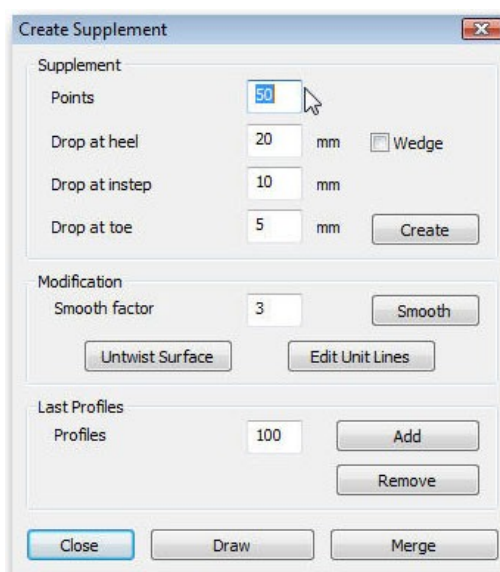 Create Supplement
Supplement
Points 50
Drop at heel 20 mm Wedge
Drop at instep 10 mm
Drop at toe 5 mm Create
Modification
Smooth factor 3 Smooth
Untwist Surface Edit Unit Lines
Last Profiles
Profiles 100 Add
Remove
Close Draw Merge